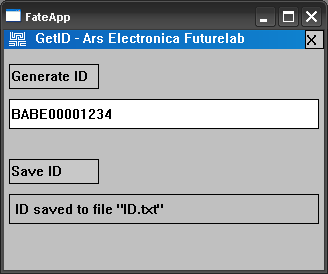 FateApp
GetID - Ars Electronica Futurelab
X
Generate ID
BABE00001234
Save ID
ID saved to file "ID.txt"